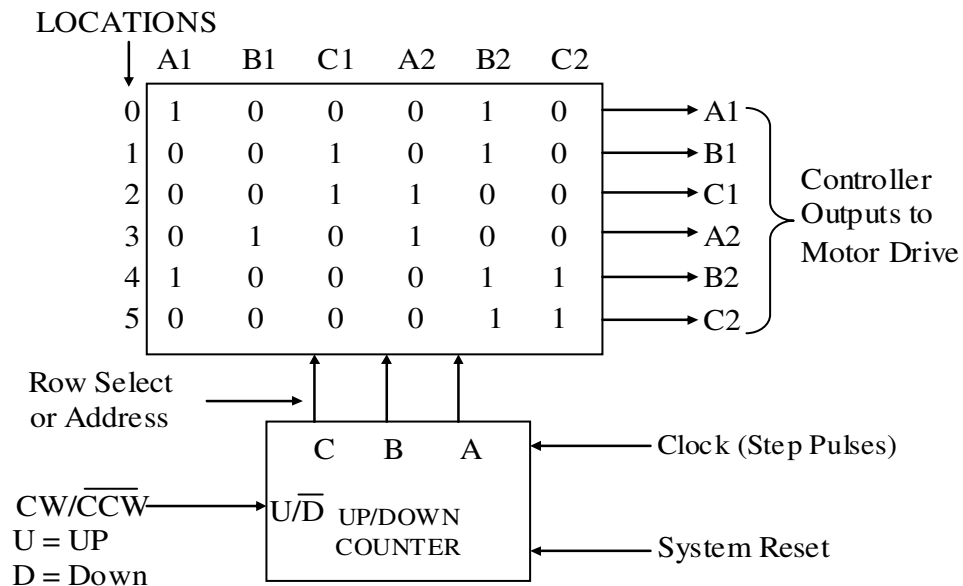 LOCATIONS
A1 B1 C1 A2 B2 C2
0 1 0 0 0 1 0 A1
1 0 0 1 0 1 0 B1
2 0 0 1 1 0 0 C1
3 0 1 0 1 0 0 A2
4 1 0 0 0 1 1 B2
5 0 0 0 0 1 1 C2
Controller
Outputs to
Motor Drive
Row Select
or Address
C B A
Clock (Step Pulses)
CW/C̅C̅W̅
U/D̅ UP/DOWN
COUNTER
U = UP
D = Down
System Reset